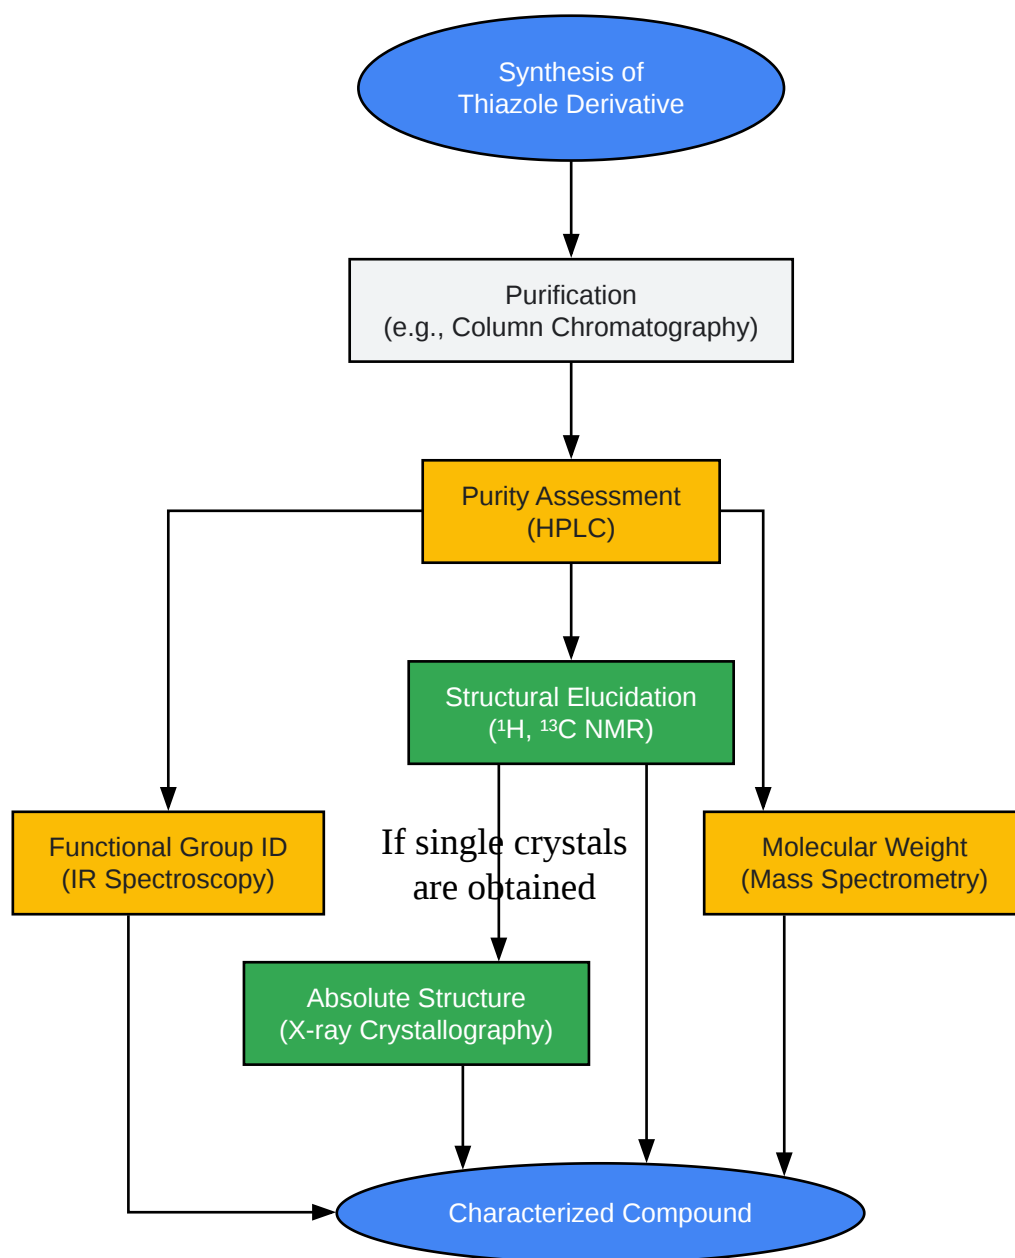 Synthesis of
Thiazole Derivative
Purification
(e.g., Column Chromatography)
Purity Assessment
(HPLC)
Structural Elucidation
(¹H, ¹³C NMR)
Functional Group ID
(IR Spectroscopy)
If single crystals
are obtained
Molecular Weight
(Mass Spectrometry)
Absolute Structure
(X-ray Crystallography)
Characterized Compound